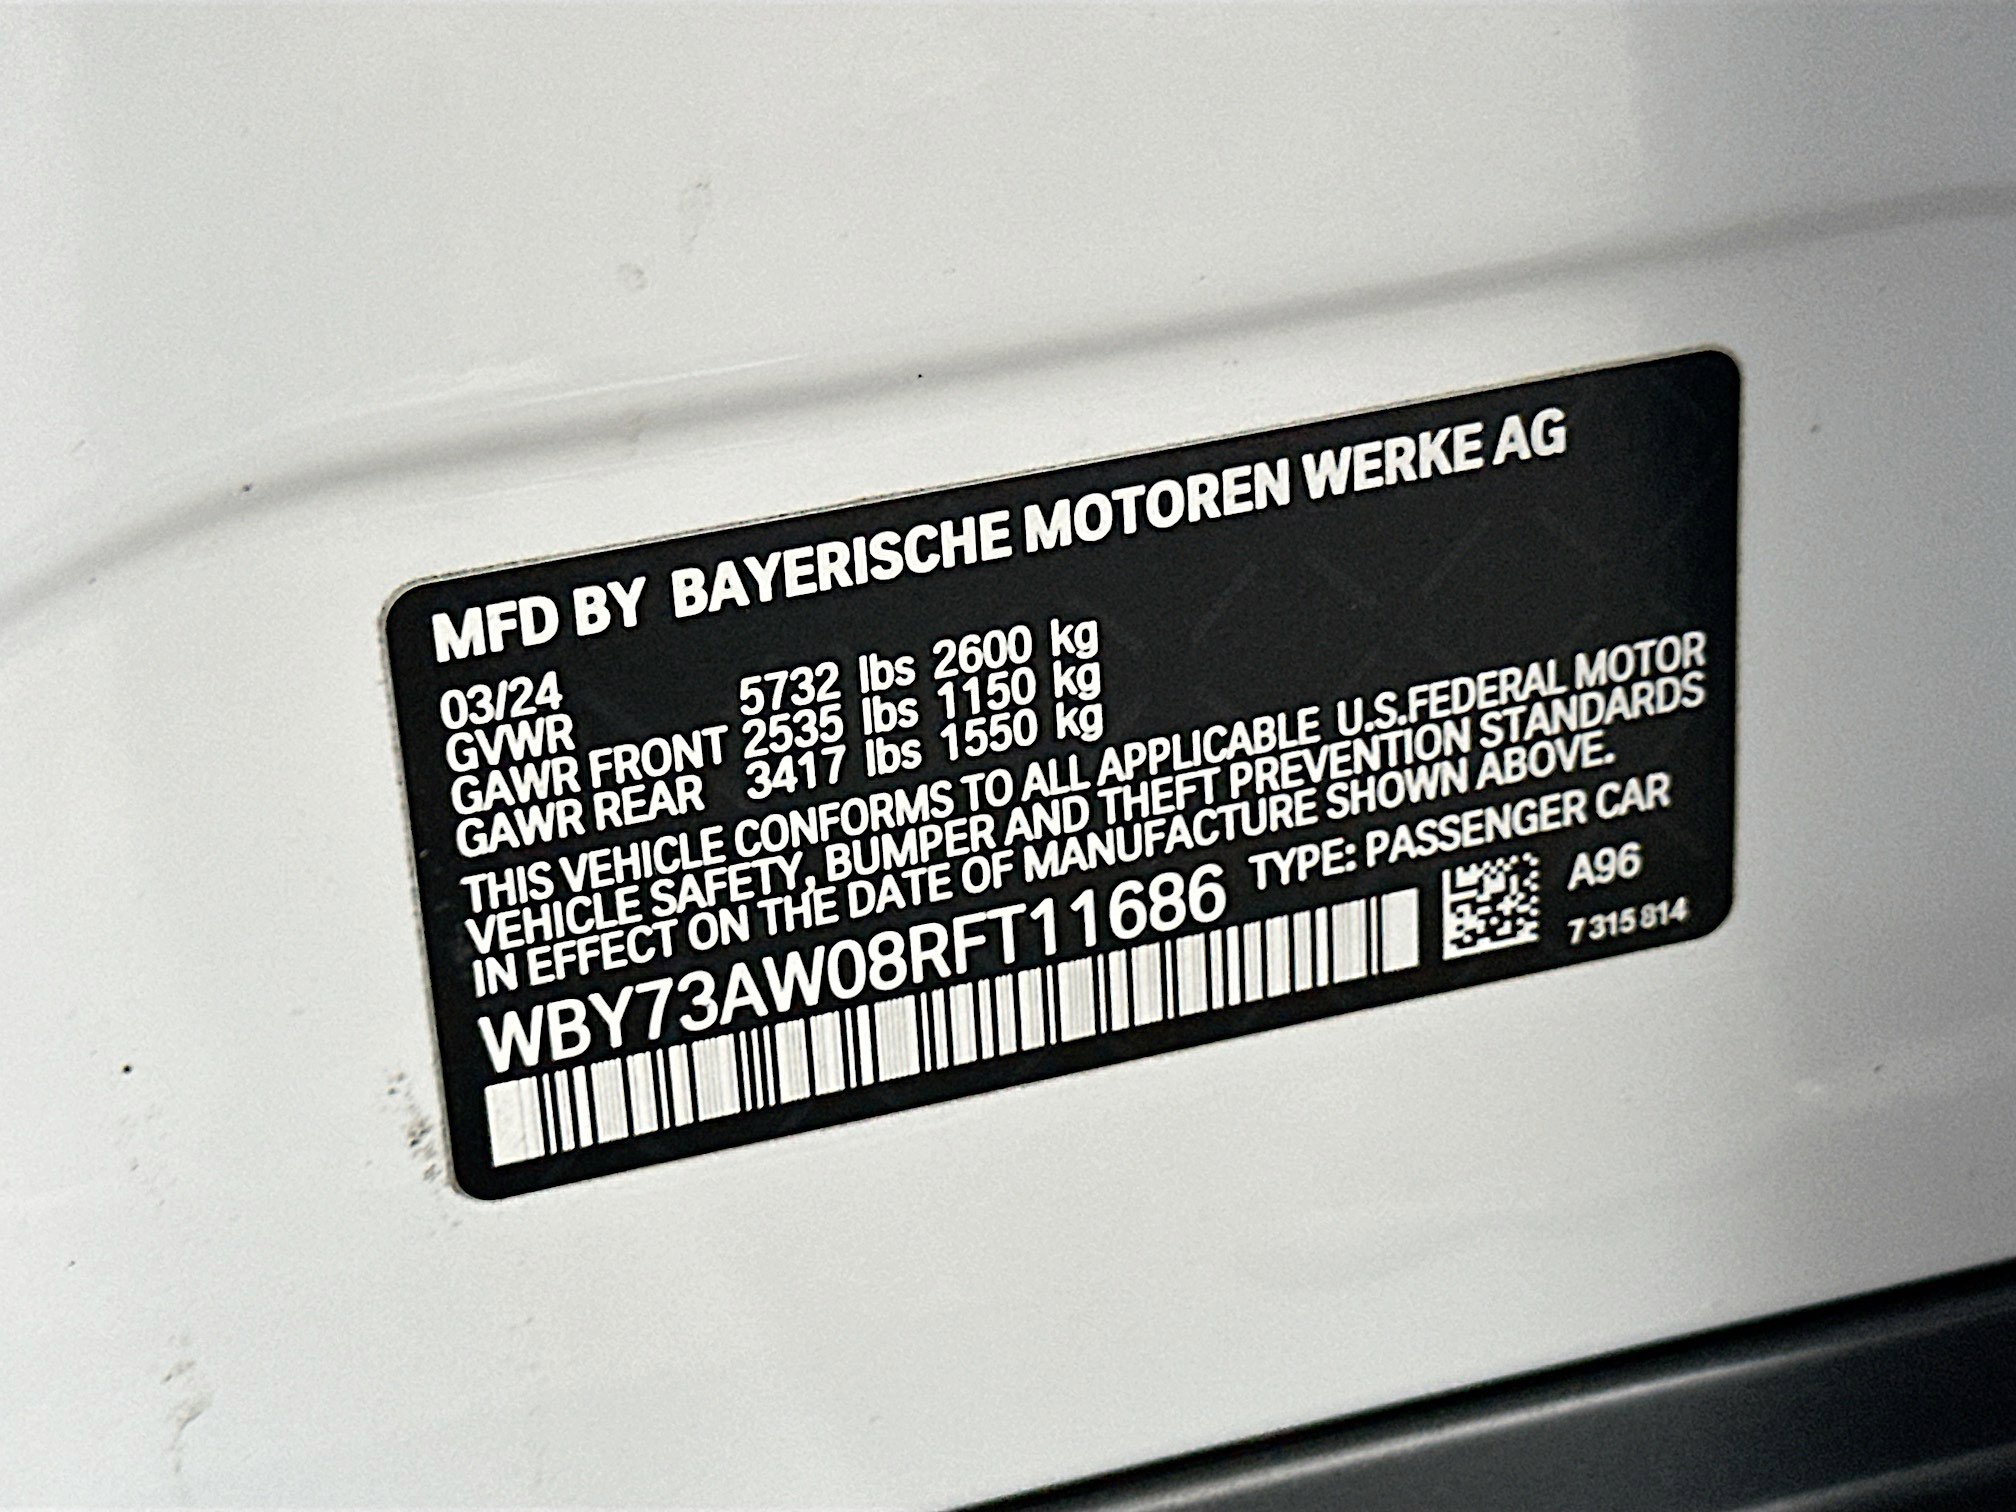 MFD BY BAYERISCHE MOTOREN WERKE AG
03/24
GVWR 5732 lbs 2600 kg
GAWR FRONT 2535 lbs 1150 kg
GAWR REAR 3417 lbs 1550 kg
THIS VEHICLE CONFORMS TO ALL APPLICABLE U.S.FEDERAL MOTOR
VEHICLE SAFETY, BUMPER AND THEFT PREVENTION STANDARDS
IN EFFECT ON THE DATE OF MANUFACTURE SHOWN ABOVE.
WBY73AW08RFT11686 TYPE: PASSENGER CAR
A96
7 315 814